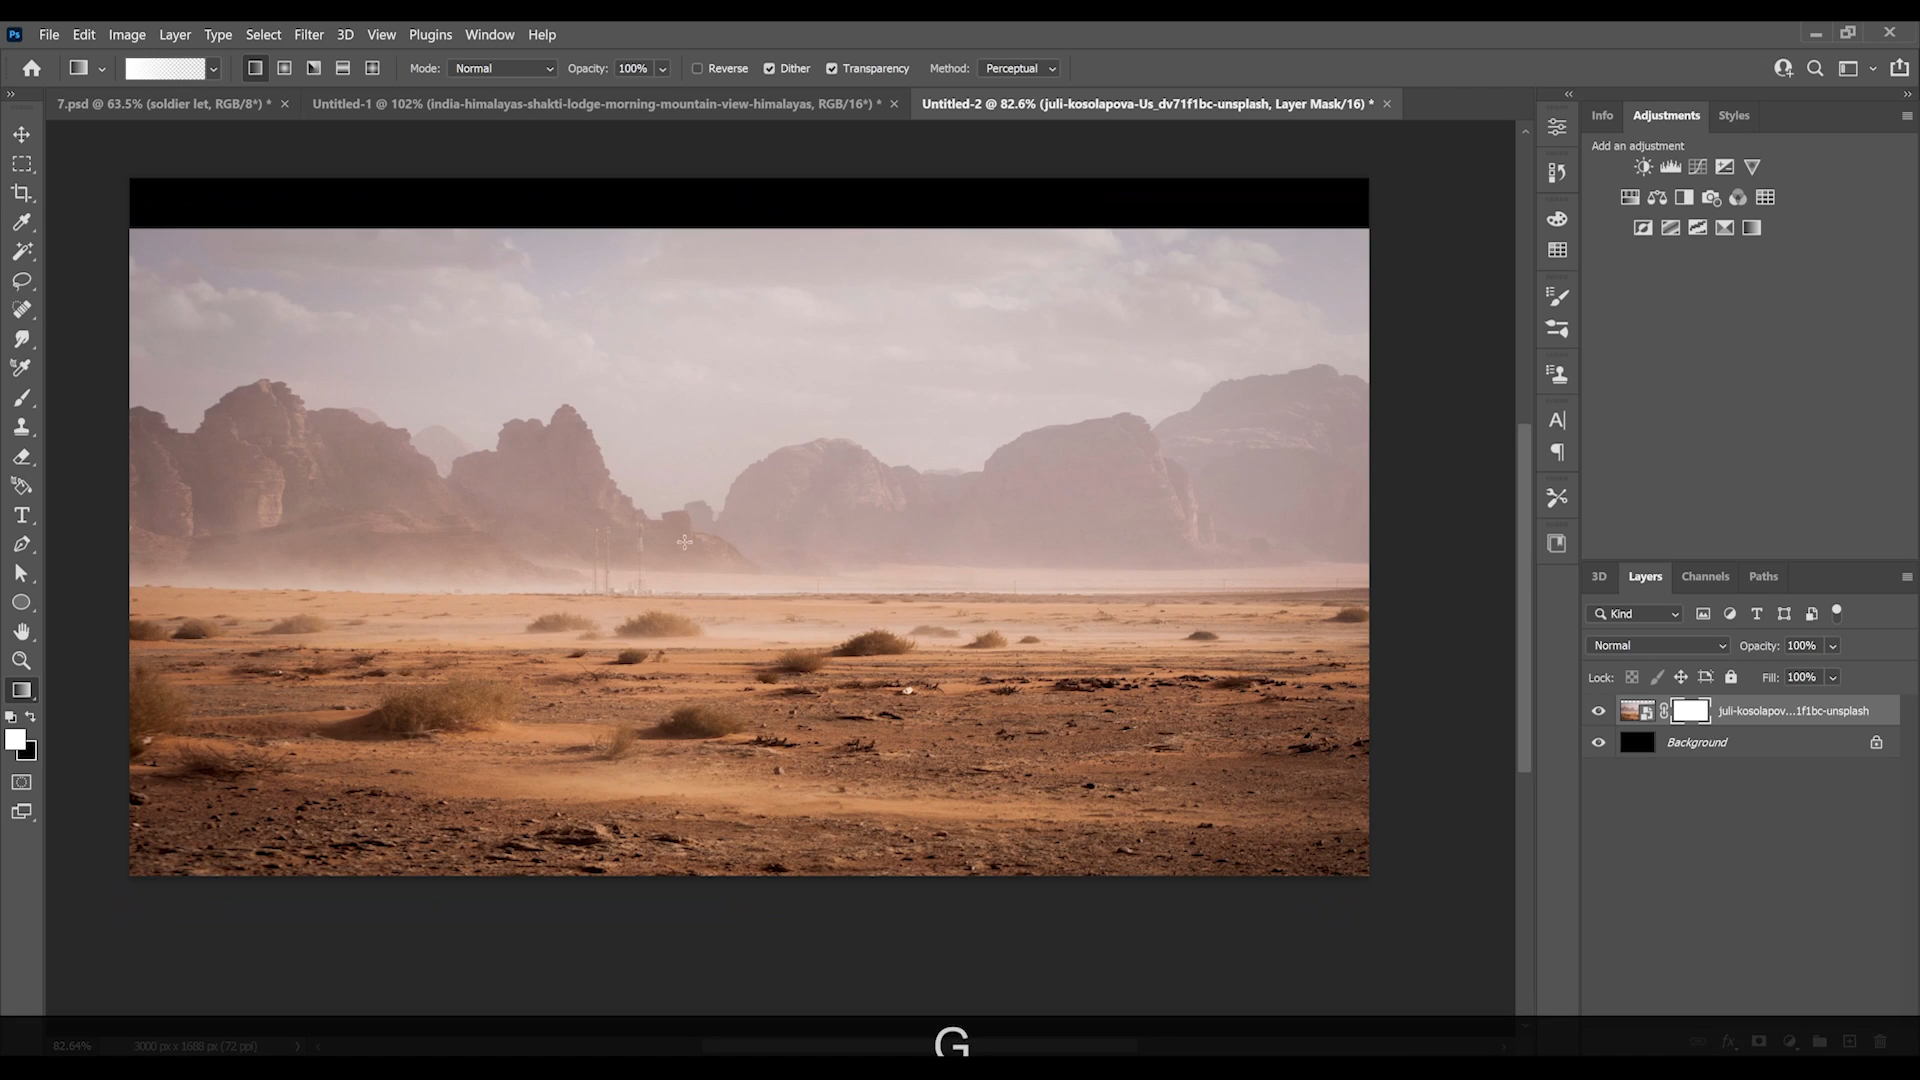 Ps File Edit Image Layer Type Select Filter 3D View Plugins Window Help
Mode: Normal Opacity: 100% Reverse Dither Transparency Method: Perceptual
7.psd @ 63.5% (soldier let, RGB/8*) * Untitled-1 @ 102% (india-himalayas-shakti-lodge-morning-mountain-view-himalayas, RGB/16*) * Untitled-2 @ 82.6% (juli-kosolapova-Us_dv71f1bc-unsplash, Layer Mask/16) *
Info Adjustments Styles
Add an adjustment
3D Layers Channels Paths
Kind
Normal Opacity: 100%
Lock: Fill: 100%
juli-kosolapov...1f1bc-unsplash
Background
82.64% 3000 px x 1688 px (72 ppi)
G